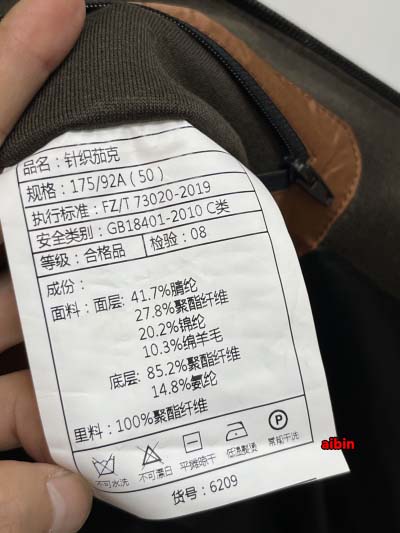 品名：针织茄克
规格：175/92A（50）
执行标准：FZ/T 73020-2019
安全类别：GB18401-2010 C类
等级：合格品 检验：08
成份：
面料：面层：41.7%腈纶
27.8%聚酯纤维
20.2%锦纶
10.3%绵羊毛
底层：85.2%聚酯纤维
14.8%氨纶
里料：100%聚酯纤维
P
不可水洗 不可漂白 平摊晾干 低温熨烫 常规干洗
aibin
货号：6209